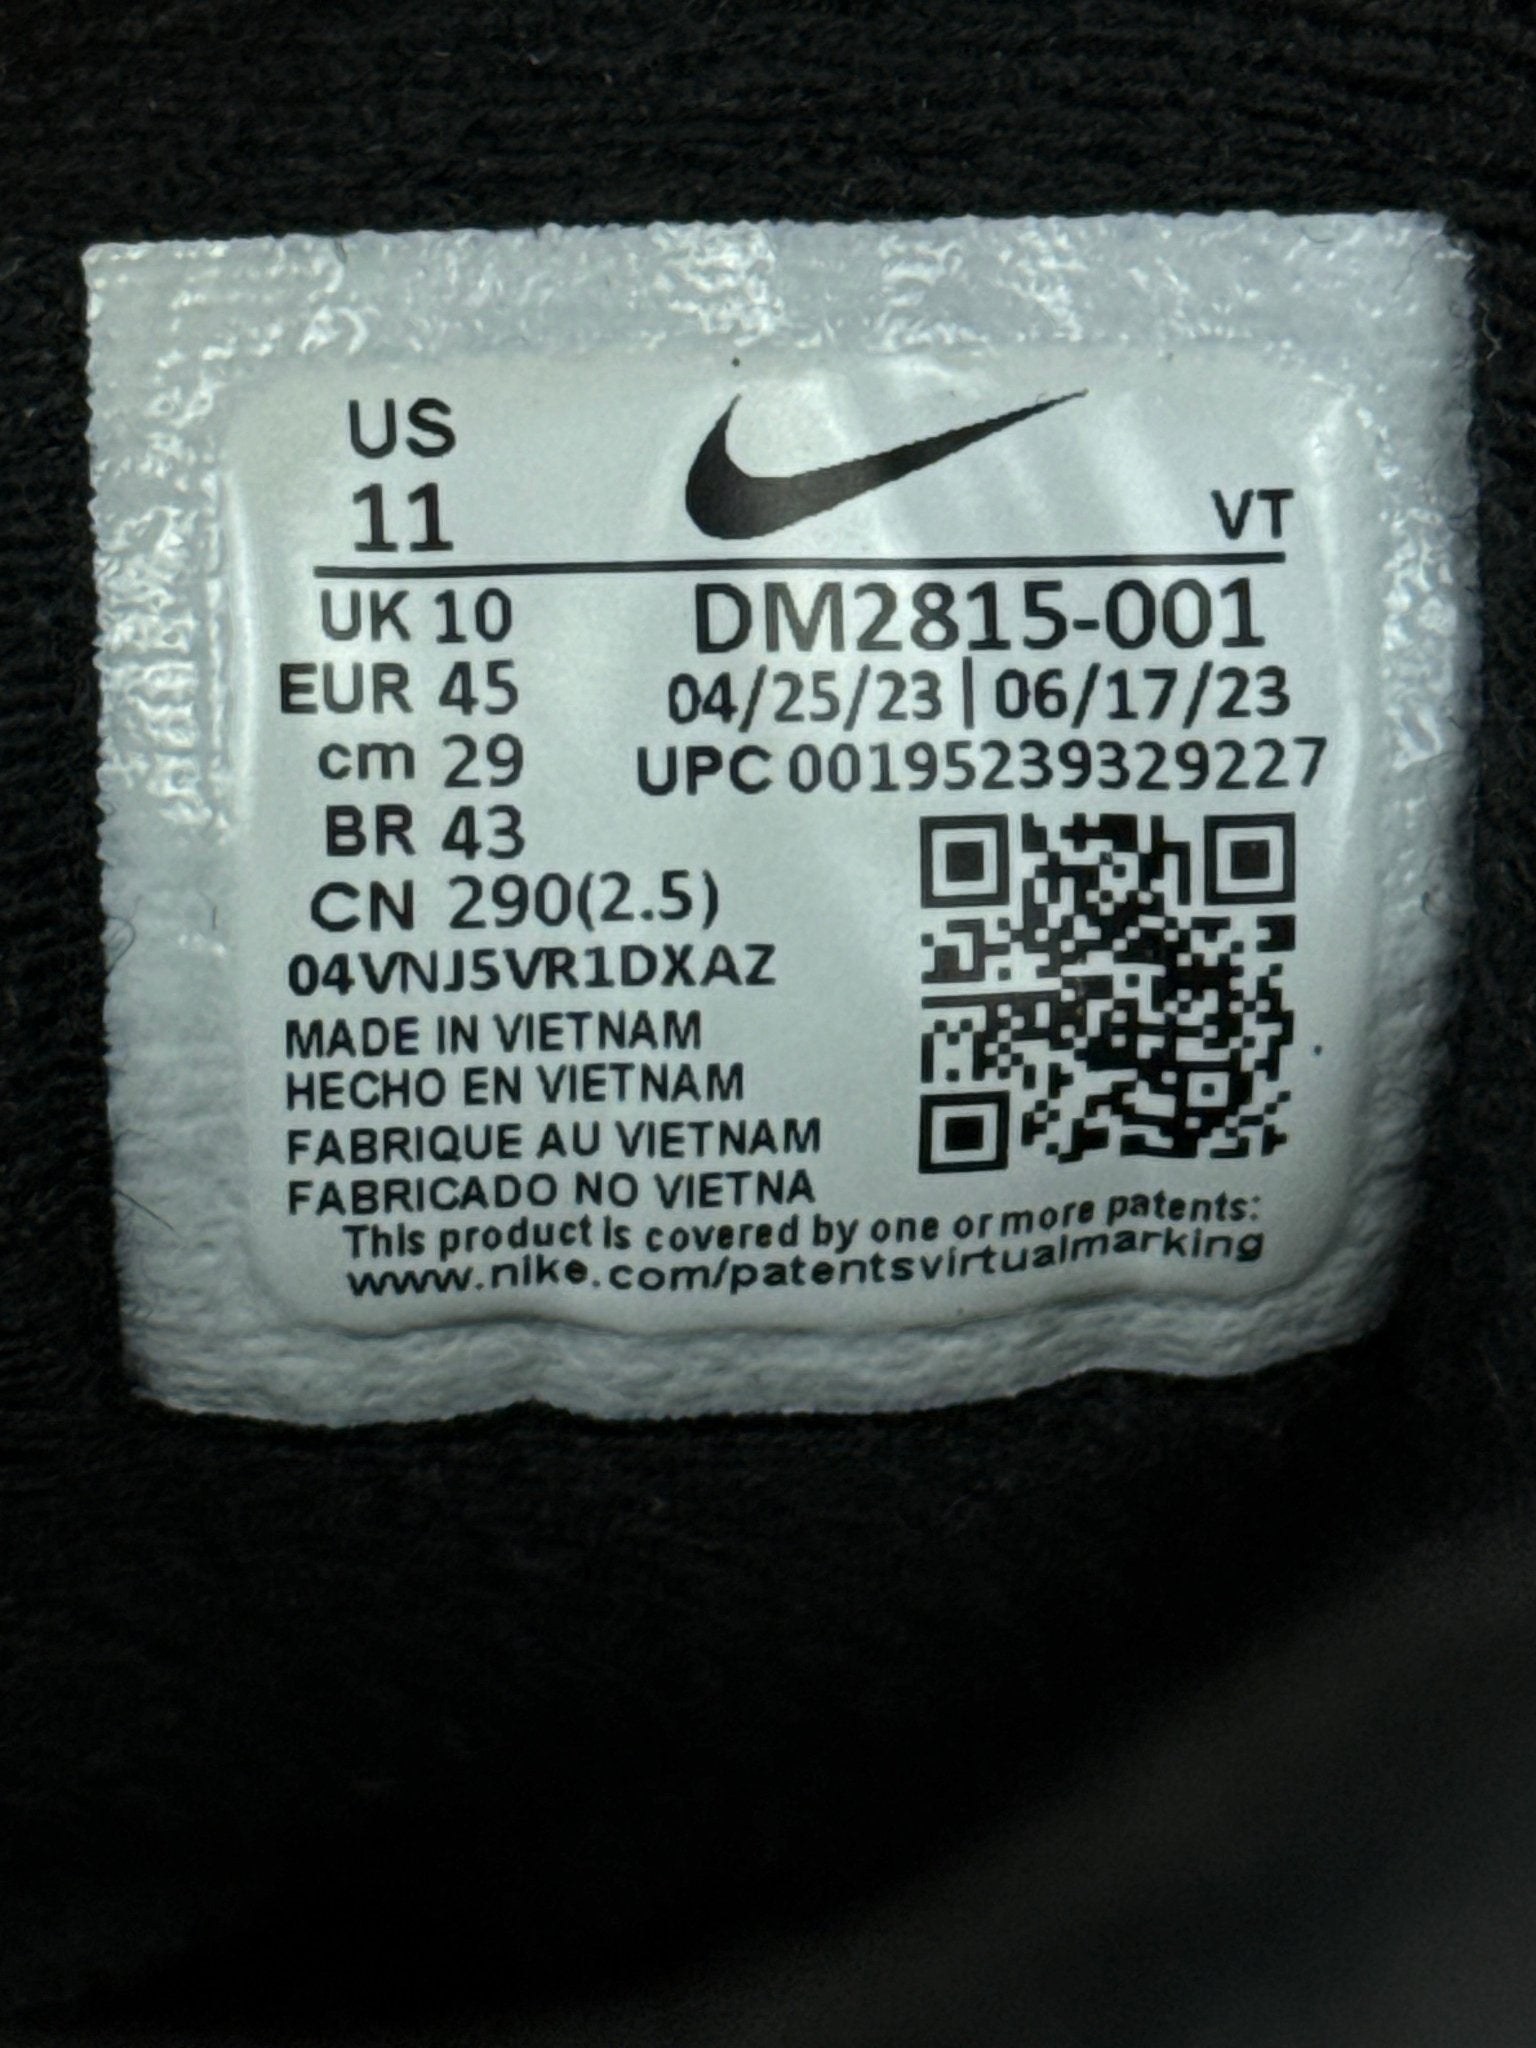 US
11
VT
UK 10
EUR 45
cm 29
BR 43
CN 290(2.5)
DM2815-001
04/25/23 | 06/17/23
UPC 00195239329227
04VNJ5VR1DXAZ
MADE IN VIETNAM
HECHO EN VIETNAM
FABRIQUE AU VIETNAM
FABRICADO NO VIETNA
This product is covered by one or more patents:
www.nike.com/patentsvirtualmarking